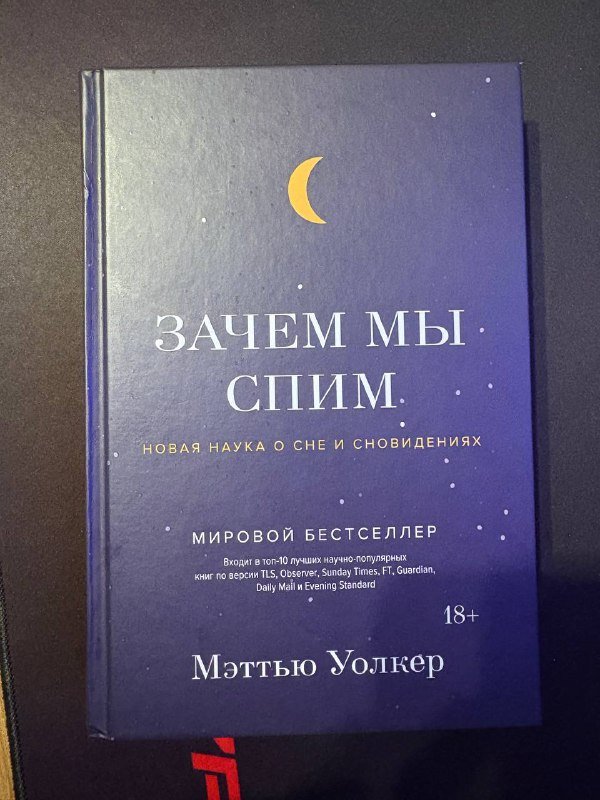 ЗАЧЕМ МЫ
СПИМ
НОВАЯ НАУКА О СНЕ И СНОВИДЕНИЯХ
МИРОВОЙ БЕСТСЕЛЛЕР
Входит в топ-10 лучших научно-популярных
книг по версии TLS, Observer, Sunday Times, FT, Guardian,
Daily Mail и Evening Standard
18+
Мэттью Уолкер